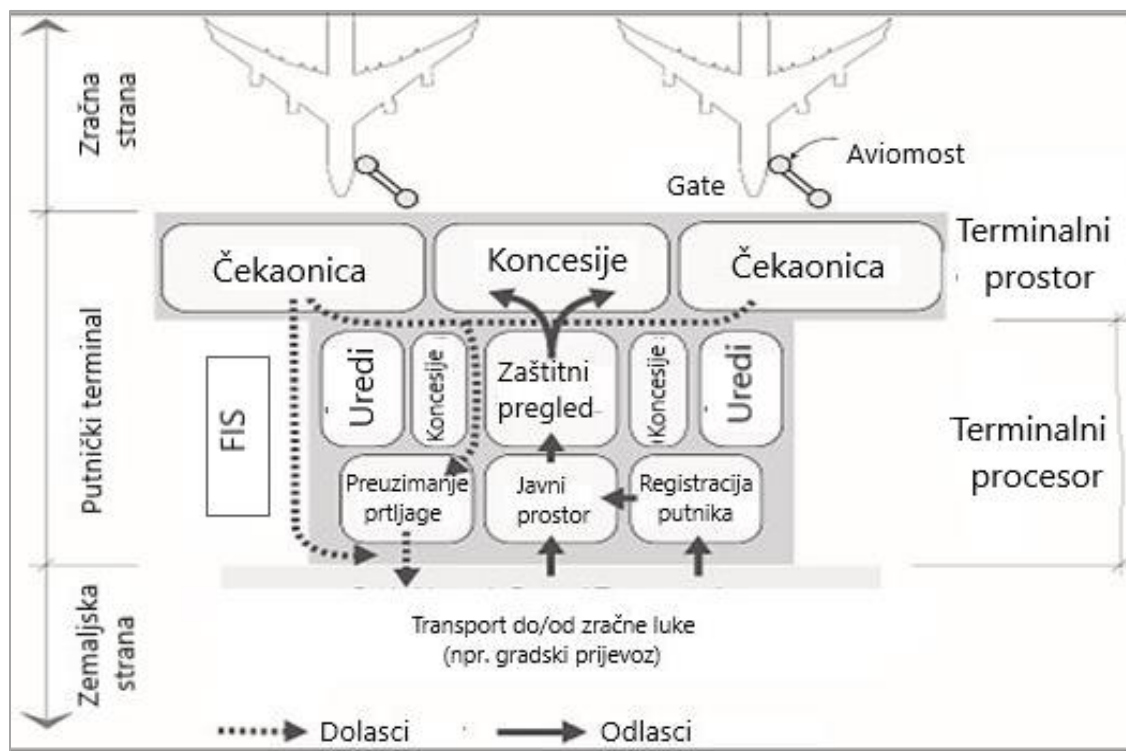 Zračna
strana
Aviomost
Gate
Čekaonica
Koncesije
Čekaonica
Terminalni
prostor
Putnički terminal
FIS
Uredi
Koncesije
Zaštitni
pregled
Koncesije
Uredi
Terminalni
procesor
Preuzimanje
prtljage
Javni
prostor
Registracija
putnika
Zemaljska
strana
Transport do/od zračne luke
(npr. gradski prijevoz)
Dolasci
Odlasci